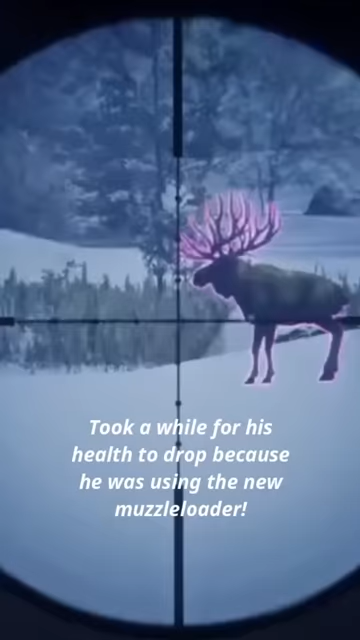 Took a while for his
health to drop because
he was using the new
muzzleloader!